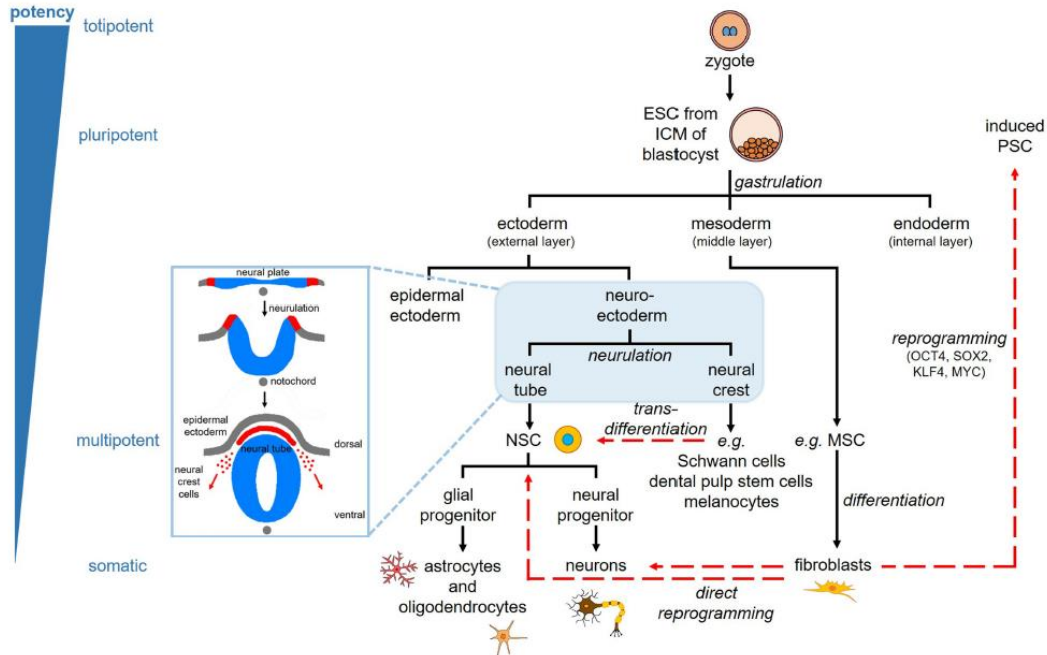 potency
totipotent
zygote
pluripotent
ESC from
ICM of
blastocyst
induced
PSC
gastrulation
ectoderm
(external layer)
mesoderm
(middle layer)
endoderm
(internal layer)
epidermal
ectoderm
neuro-
ectoderm
neurulation
neural
tube
neural
crest
reprogramming
(OCT4, SOX2,
KLF4, MYC)
neural plate
neurulation
notochord
epidermal
ectoderm
dorsal
neural tube
neural
crest
cells
ventral
multipotent
trans-
differentiation
NSC
e.g.
Schwann cells
dental pulp stem cells
melanocytes
e.g. MSC
glial
progenitor
neural
progenitor
differentiation
somatic
astrocytes
and
oligodendrocytes
neurons
fibroblasts
direct
reprogramming